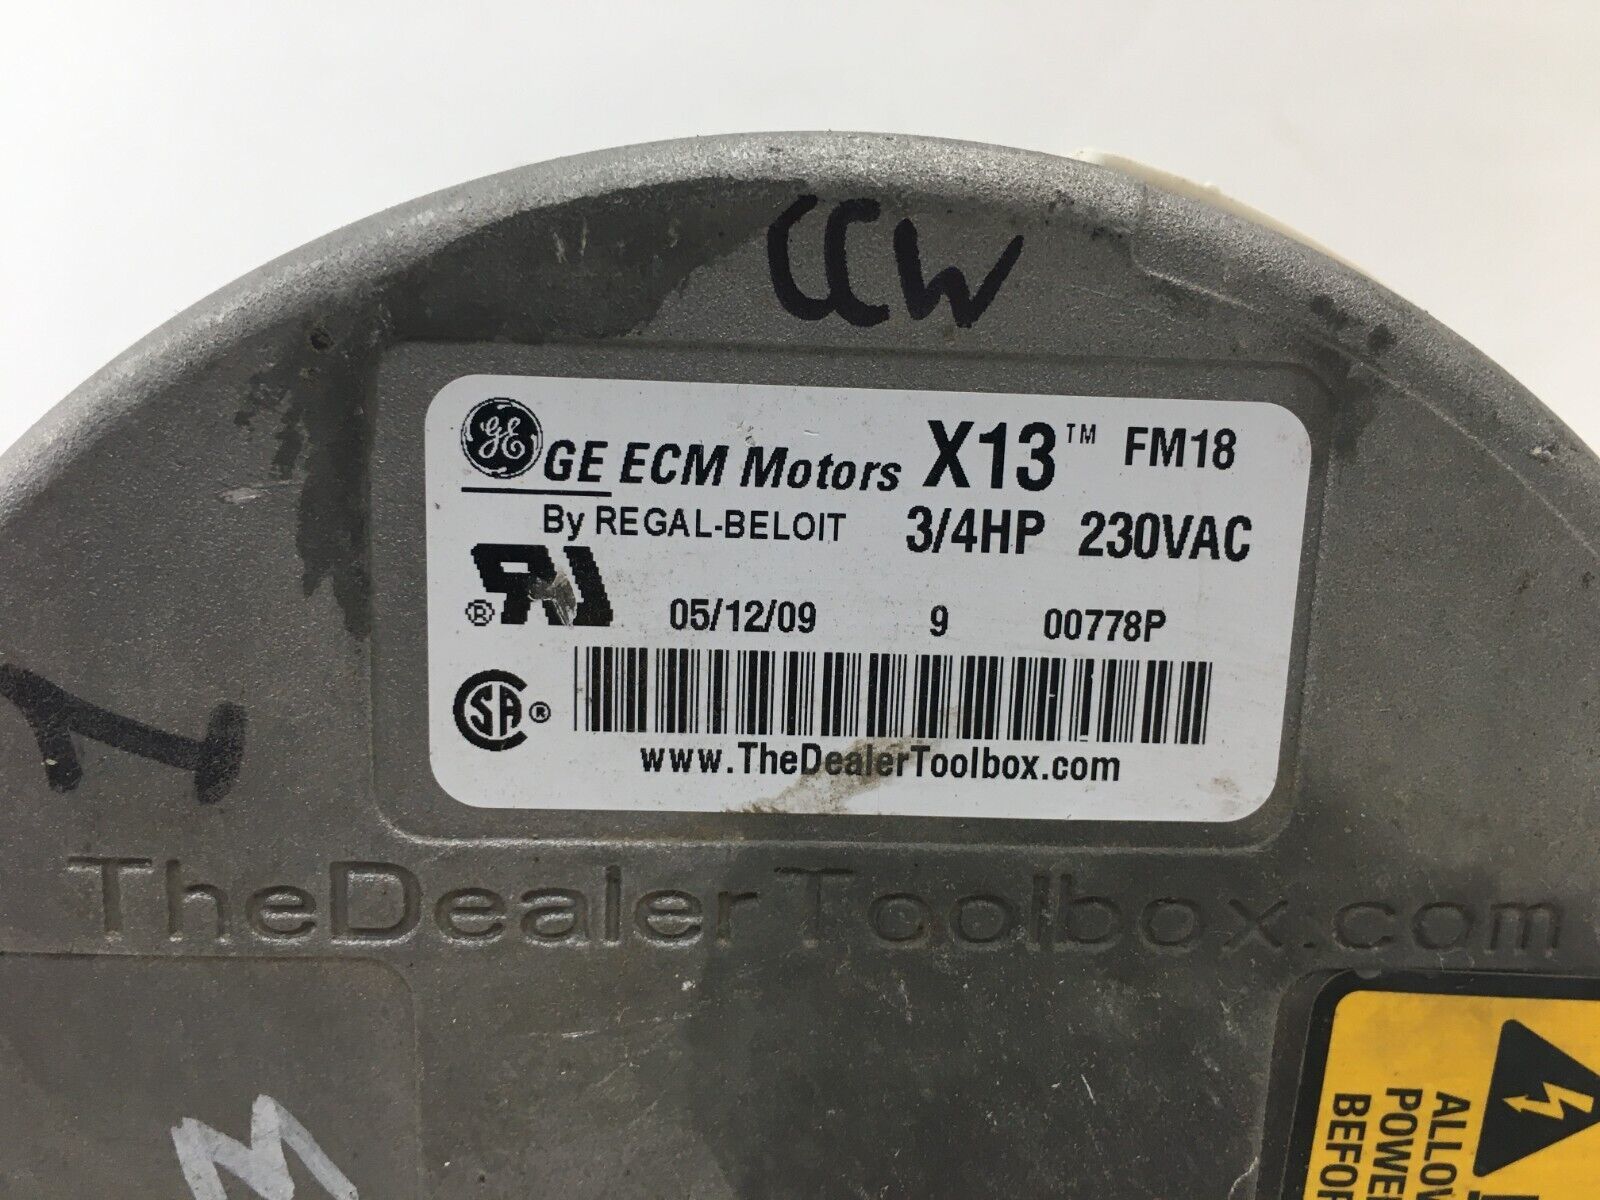 CCW
GE GE ECM Motors X13™ FM18
By REGAL-BELOIT 3/4HP 230VAC
®
05/12/09 9 00778P
SA ®
www.TheDealerToolbox.com
TheDealerToolbox.com
ALLOW
POWE
BEFOR